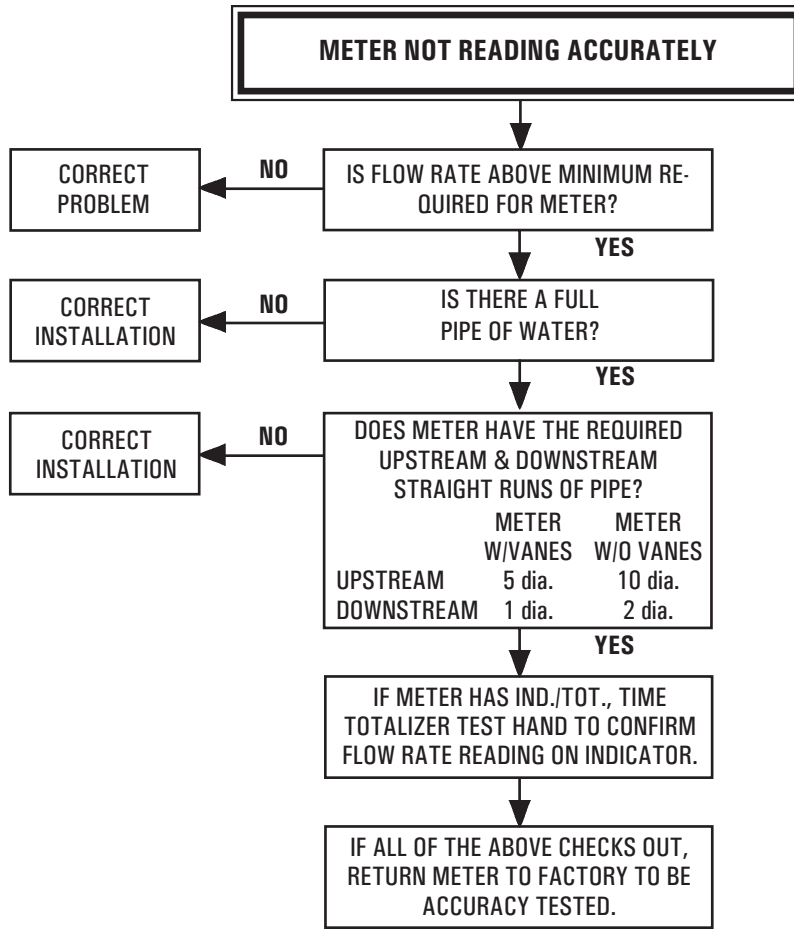 METER NOT READING ACCURATELY
IS FLOW RATE ABOVE MINIMUM RE-
QUIRED FOR METER?
NO
CORRECT
PROBLEM
YES
IS THERE A FULL
PIPE OF WATER?
NO
CORRECT
INSTALLATION
YES
DOES METER HAVE THE REQUIRED
UPSTREAM & DOWNSTREAM
STRAIGHT RUNS OF PIPE?
METER METER
W/VANES W/O VANES
UPSTREAM 5 dia. 10 dia.
DOWNSTREAM 1 dia. 2 dia.
NO
CORRECT
INSTALLATION
YES
IF METER HAS IND./TOT., TIME
TOTALIZER TEST HAND TO CONFIRM
FLOW RATE READING ON INDICATOR.
IF ALL OF THE ABOVE CHECKS OUT,
RETURN METER TO FACTORY TO BE
ACCURACY TESTED.